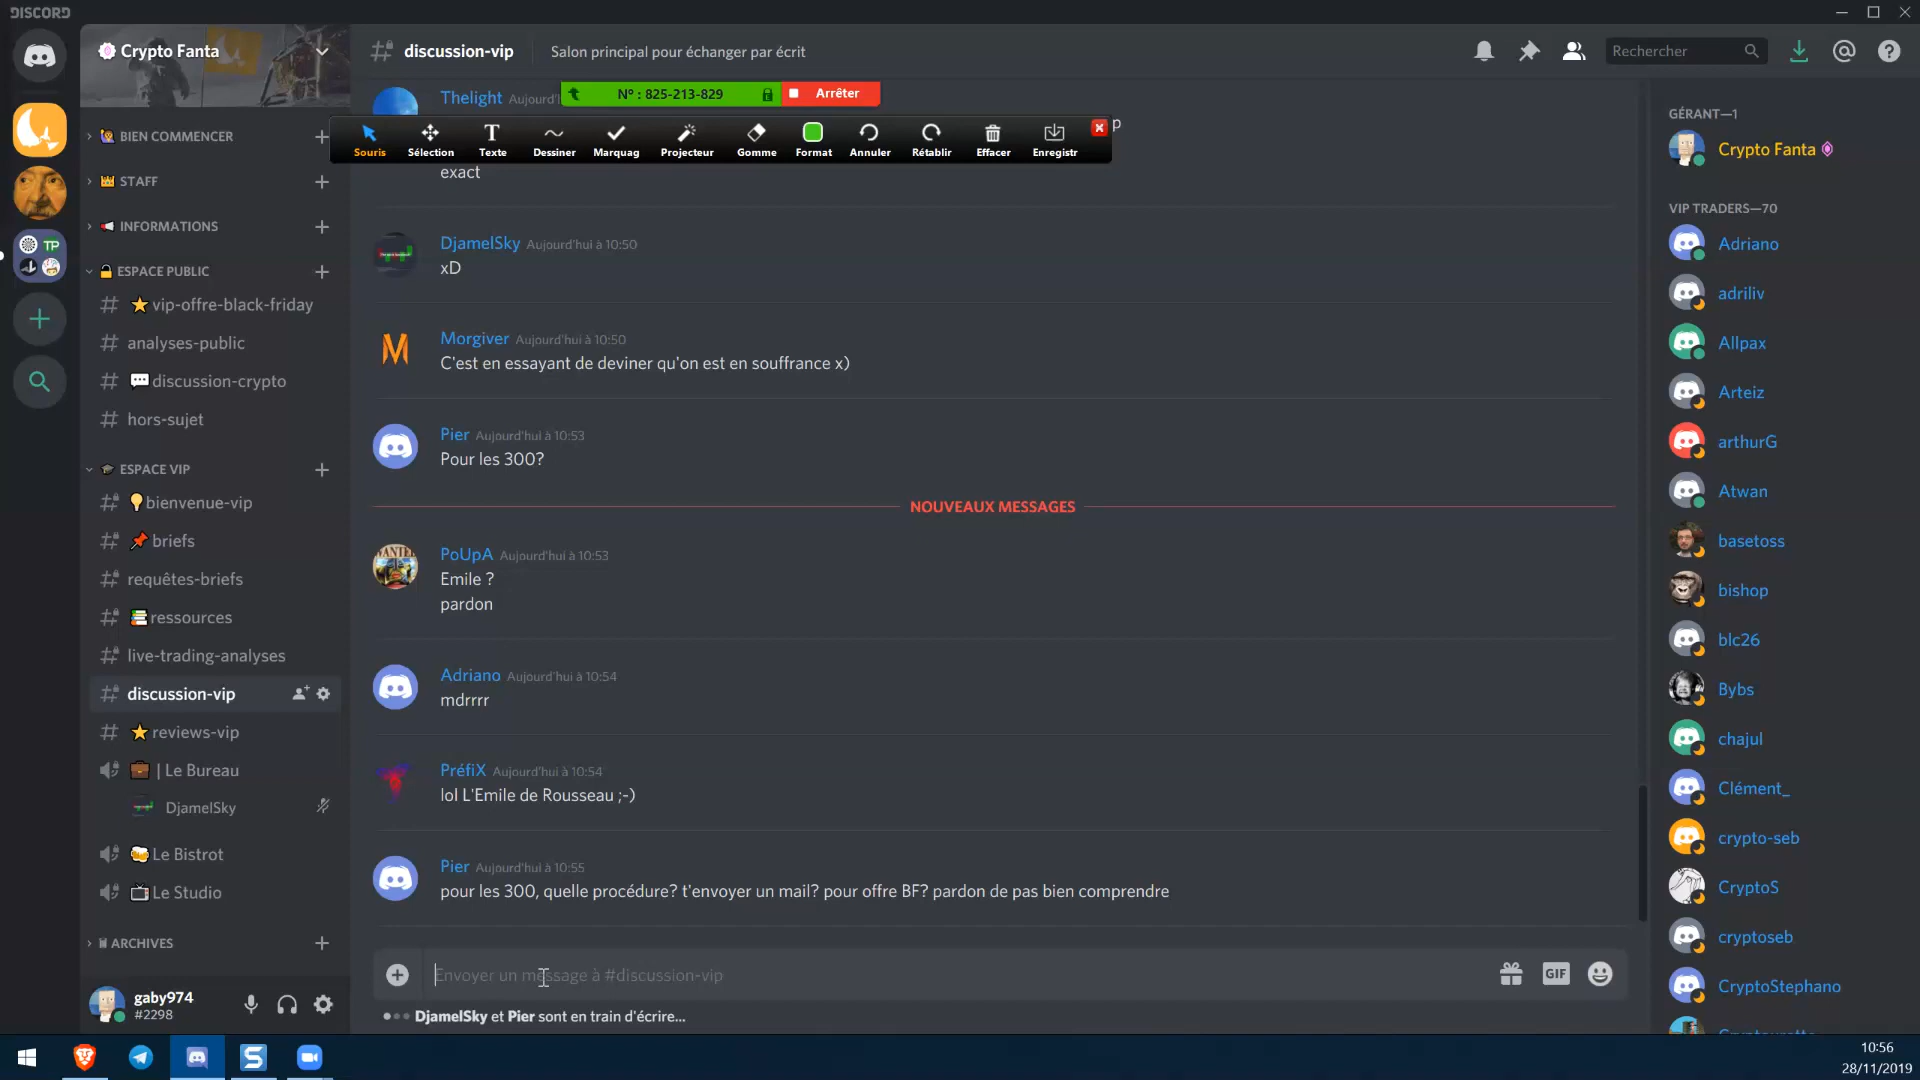 DISCORD
Crypto Fanta
discussion-vip
Salon principal pour échanger par écrit
Rechercher
N° : 825-213-829
Arrêter
Souris
Sélection
Texte
Dessiner
Marquag
Projecteur
Gomme
Format
Annuler
Rétablir
Effacer
Enregistr
BIEN COMMENCER
STAFF
INFORMATIONS
ESPACE PUBLIC
vip-offre-black-friday
analyses-public
discussion-crypto
hors-sujet
ESPACE VIP
bienvenue-vip
briefs
requêtes-briefs
ressources
live-trading-analyses
discussion-vip
reviews-vip
| Le Bureau
DjamelSky
Le Bistrot
Le Studio
ARCHIVES
gaby974
#2298
TP
Thelight Aujourd'
p
exact
DjamelSky Aujourd'hui à 10:50
xD
Morgiver Aujourd'hui à 10:50
C'est en essayant de deviner qu'on est en souffrance x)
Pier Aujourd'hui à 10:53
Pour les 300?
NOUVEAUX MESSAGES
PoUpA Aujourd'hui à 10:53
Emile ?
pardon
Adriano Aujourd'hui à 10:54
mdrrrr
PréfiX Aujourd'hui à 10:54
lol L'Emile de Rousseau ;-)
Pier Aujourd'hui à 10:55
pour les 300, quelle procédure? t'envoyer un mail? pour offre BF? pardon de pas bien comprendre
Envoyer un message à #discussion-vip
GIF
DjamelSky et Pier sont en train d'écrire...
GÉRANT—1
Crypto Fanta
VIP TRADERS—70
Adriano
adriliv
Allpax
Arteiz
arthurG
Atwan
basetoss
bishop
blc26
Bybs
chajul
Clément_
crypto-seb
CryptoS
cryptoseb
CryptoStephano
10:56
28/11/2019